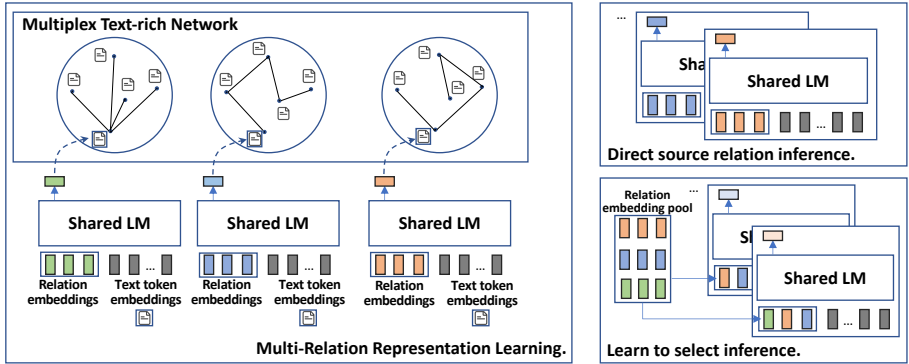 Multiplex Text-rich Network
Shared LM
Shared LM
Shared LM
...
...
...
Relation
embeddings
Text token
embeddings
Relation
embeddings
Text token
embeddings
Relation
embeddings
Text token
embeddings
Multi-Relation Representation Learning.
...
Sha
Shared LM
...
Direct source relation inference.
Relation
embedding pool
...
Sh
Shared LM
...
Learn to select inference.